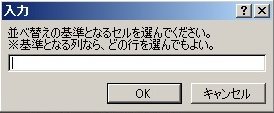 入力
並べ替えの基準となるセルを選んでください。
※基準となる列なら、どの行を選んでもよい。
OK
キャンセル